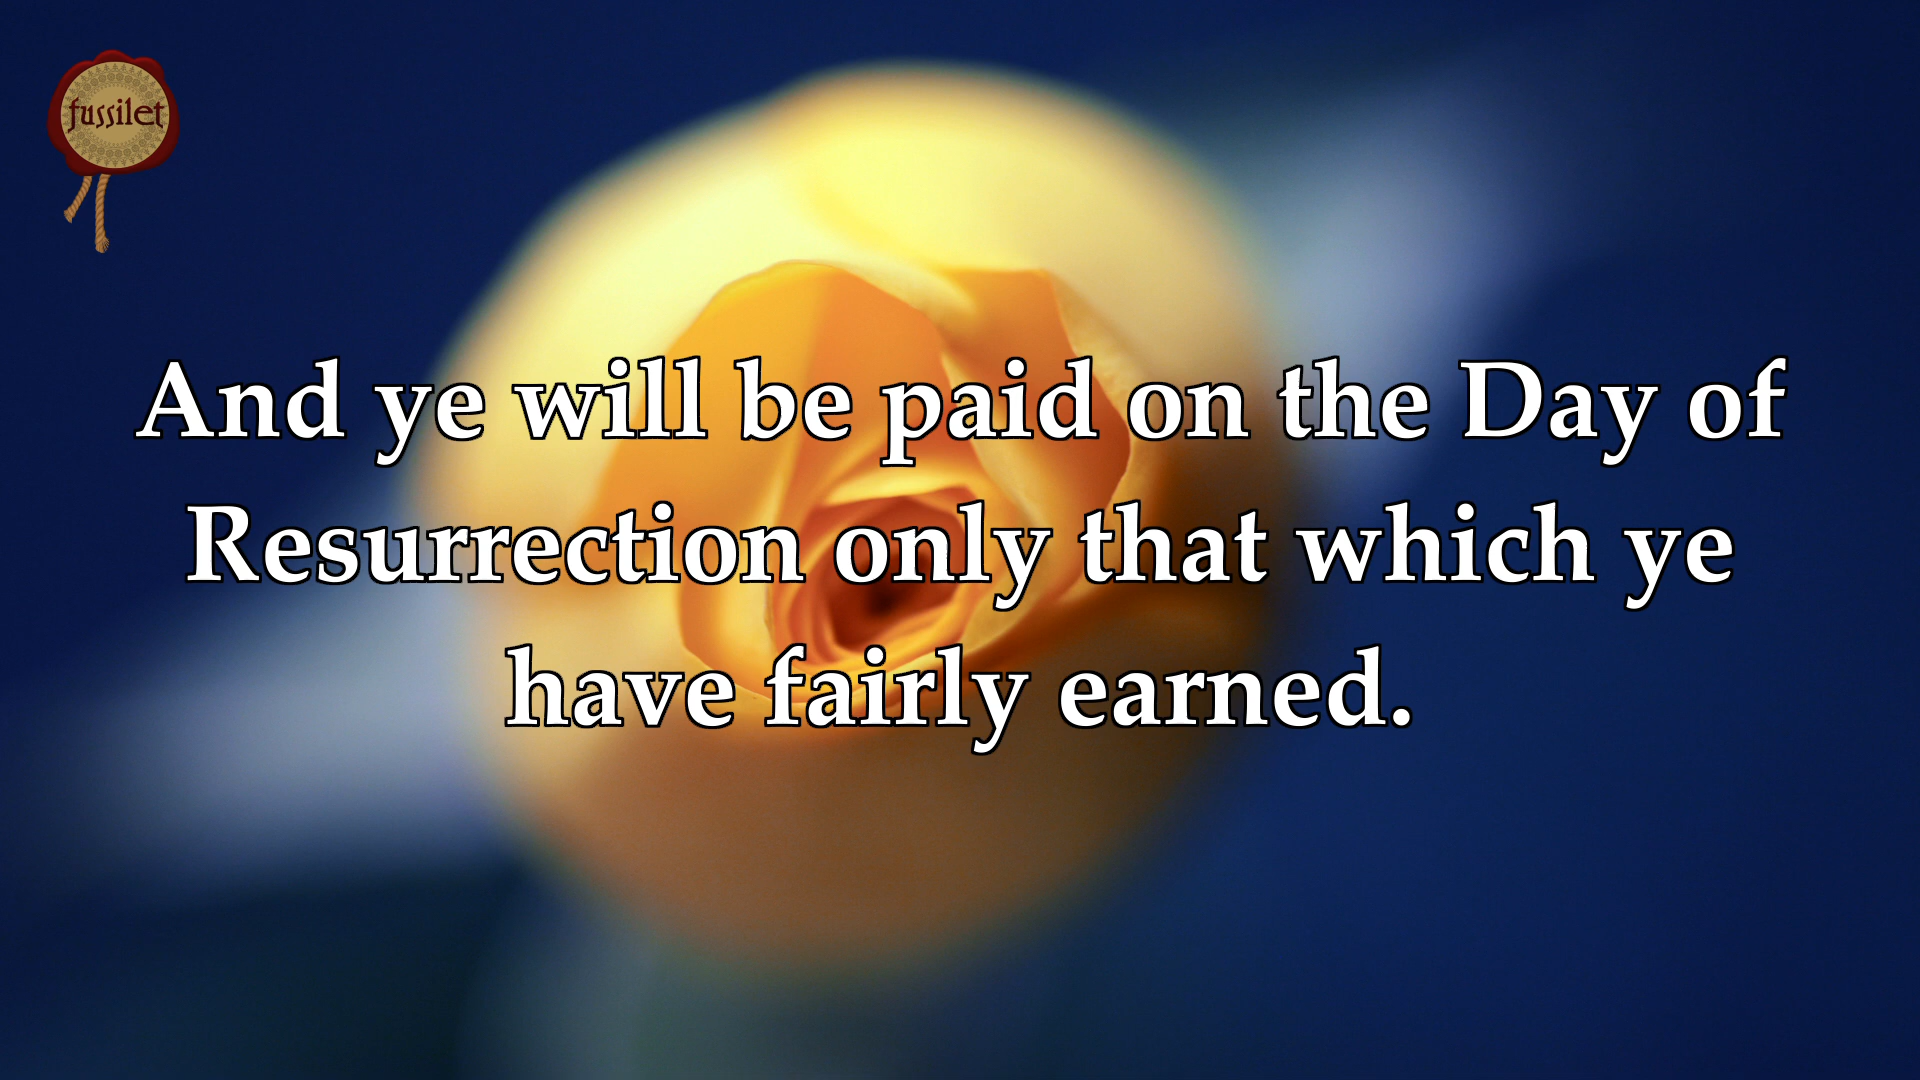 fussilet
And ye will be paid on the Day of
Resurrection only that which ye
have fairly earned.